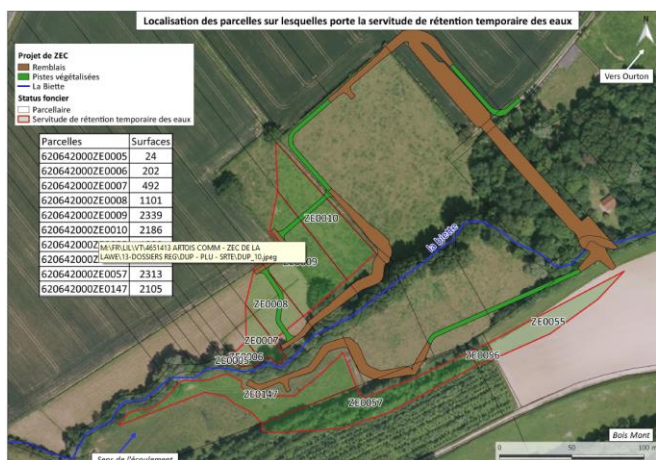 Localisation des parcelles sur lesquelles porte la servitude de rétention temporaire des eaux
N
Vers Ourton
Projet de ZEC
Remblais
Pistes végétalisées
La Biette
Status foncier
Parcellaire
Servitude de rétention temporaire des eaux
Parcelles Surfaces
620642000ZE0005 24
620642000ZE0006 202
620642000ZE0007 492
620642000ZE0008 1101
620642000ZE0009 2339
620642000ZE0010 2186
M:\FR\LIL\VT\4651413 ARTOIS COMM - ZEC DE LA
LAWE\13-DOSSIERS REG\DUP - PLU - SRTE\DUP_10.jpeg
620642000ZE0057 2313
620642000ZE0147 2105
ZE0010
la biette
ZE0008
ZE0007
ZE0055
ZE0056
ZE0147
ZE0057
Sens de l'écoulement
Bois Mont
0 50 100 m